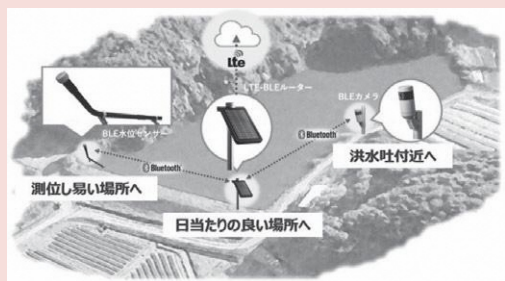 Lte
LTE-BLEルーター
BLEカメラ
BLE水位センサー
Bluetooth
Bluetooth
洪水吐付近へ
測位し易い場所へ
日当たりの良い場所へ